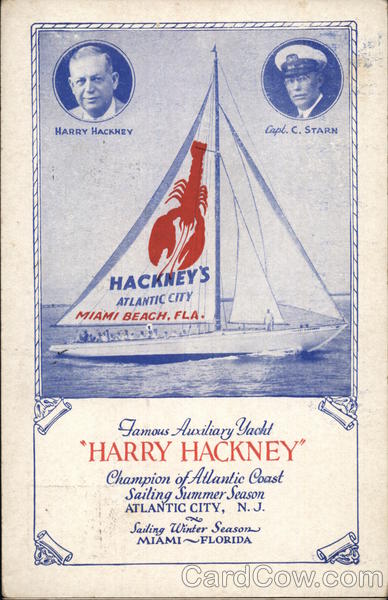 HARRY HACKNEY
Capt. C. STARN
HACKNEY'S
ATLANTIC CITY
MIAMI BEACH, FLA.
Famous Auxiliary Yacht
"HARRY HACKNEY"
Champion of Atlantic Coast
Sailing Summer Season
ATLANTIC CITY, N. J.
Sailing Winter Season
MIAMI~FLORIDA
CardCow.com